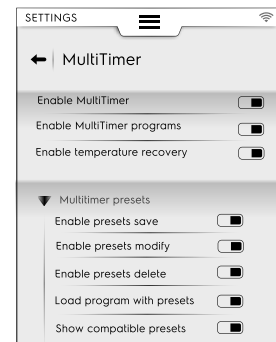 SETTINGS
MultiTimer
Enable MultiTimer
Enable MultiTimer programs
Enable temperature recovery
Multitimer presets
Enable presets save
Enable presets modify
Enable presets delete
Load program with presets
Show compatible presets